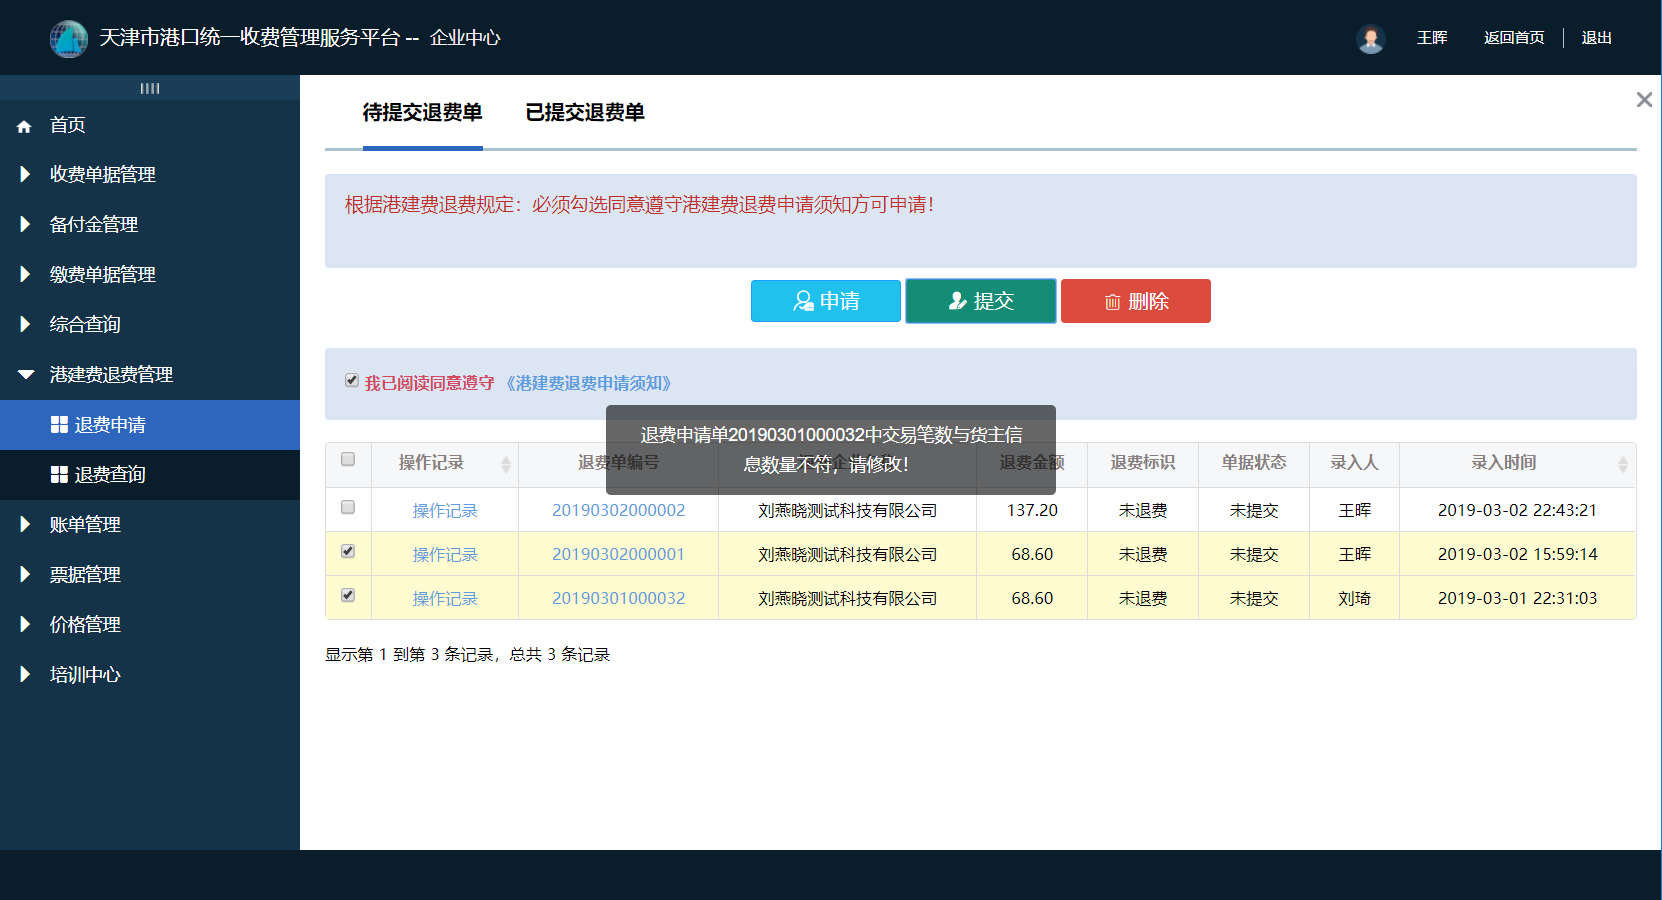 天津市港口统一收费管理服务平台 -- 企业中心
王晖
返回首页
退出
首页
收费单据管理
备付金管理
缴费单据管理
综合查询
港建费退费管理
退费申请
退费查询
账单管理
票据管理
价格管理
培训中心
待提交退费单 已提交退费单
根据港建费退费规定：必须勾选同意遵守港建费退费申请须知方可申请！
申请 提交 删除
我已阅读同意遵守 《港建费退费申请须知》
退费申请单20190301000032中交易笔数与货主信
息数量不符，请修改！
操作记录 退费单编号 退费金额 退费标识 单据状态 录入人 录入时间
操作记录 20190302000002 刘燕晓测试科技有限公司 137.20 未退费 未提交 王晖 2019-03-02 22:43:21
操作记录 20190302000001 刘燕晓测试科技有限公司 68.60 未退费 未提交 王晖 2019-03-02 15:59:14
操作记录 20190301000032 刘燕晓测试科技有限公司 68.60 未退费 未提交 刘琦 2019-03-01 22:31:03
显示第 1 到第 3 条记录，总共 3 条记录